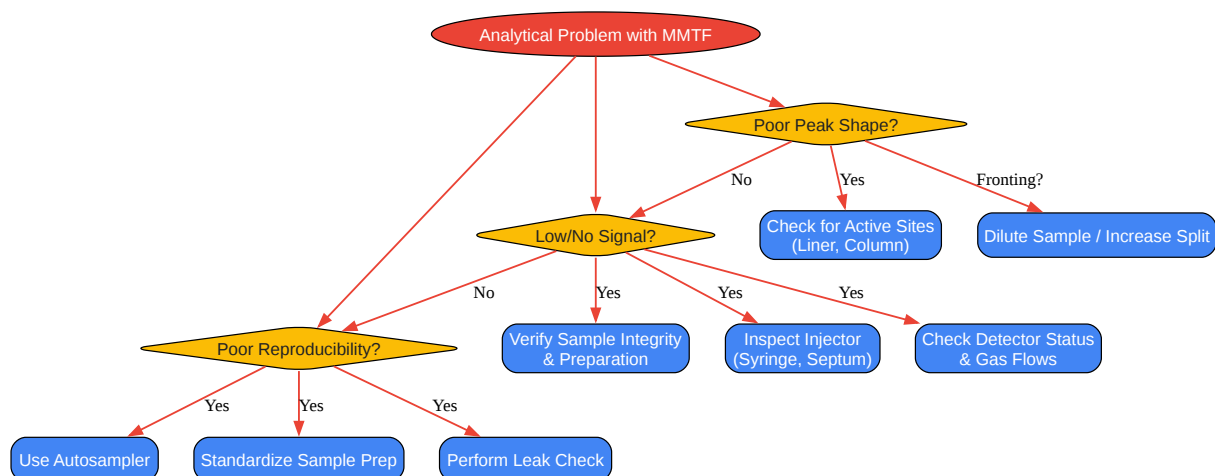 Analytical Problem with MMTF
Poor Peak Shape?
No
Yes
Fronting?
Check for Active Sites
(Liner, Column)
Dilute Sample / Increase Split
Low/No Signal?
No
Yes
Yes
Yes
Verify Sample Integrity
& Preparation
Inspect Injector
(Syringe, Septum)
Check Detector Status
& Gas Flows
Poor Reproducibility?
Yes
Yes
Yes
Use Autosampler
Standardize Sample Prep
Perform Leak Check